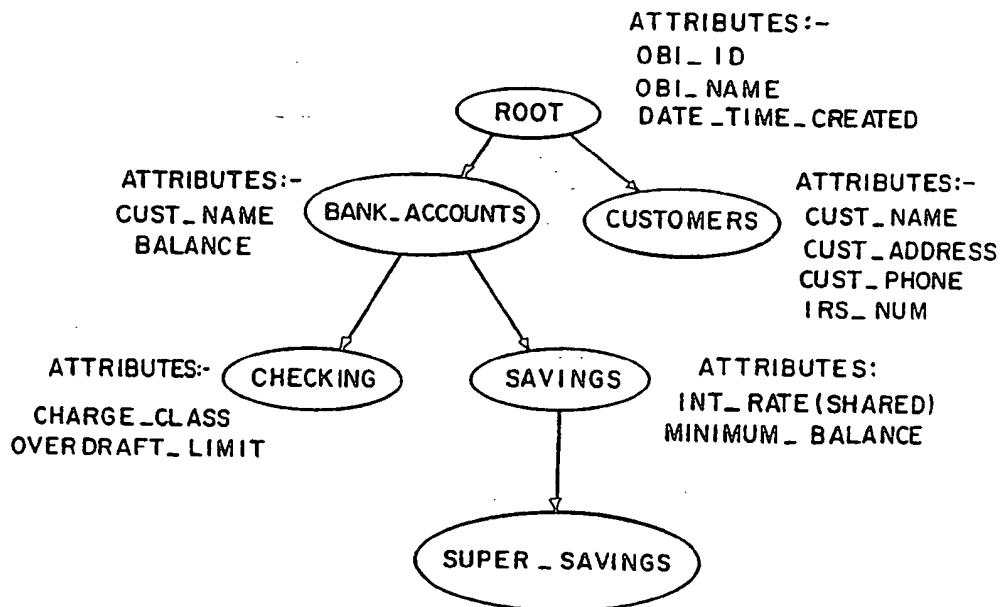 ATTRIBUTES:-
OBI_ID
OBI_NAME
DATE_TIME_CREATED
ROOT
ATTRIBUTES:-
CUST_NAME
BALANCE
BANK_ACCOUNTS
CUSTOMERS
ATTRIBUTES:-
CUST_NAME
CUST_ADDRESS
CUST_PHONE
IRS_NUM
ATTRIBUTES:-
CHARGE_CLASS
OVERDRAFT_LIMIT
CHECKING
SAVINGS
ATTRIBUTES:
INT_RATE(SHARED)
MINIMUM_BALANCE
SUPER_SAVINGS